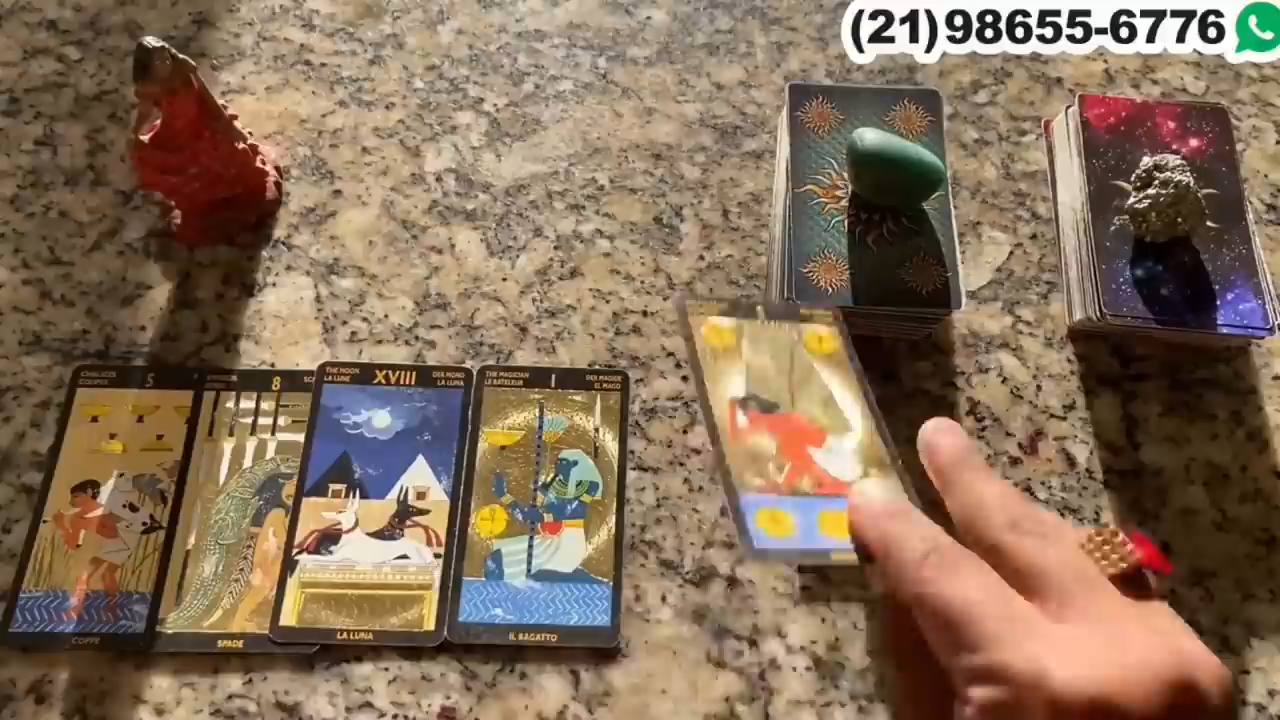 (21)98655-6776
CHALICES
COUPES
5
8
THE MOON
LA LUNE
XVIII
DER MOND
LA LUNA
THE MAGICIAN
LE BATELEUR
I
DER MAGIER
EL MAGO
COPPE
SPADE
LA LUNA
IL BAGATTO